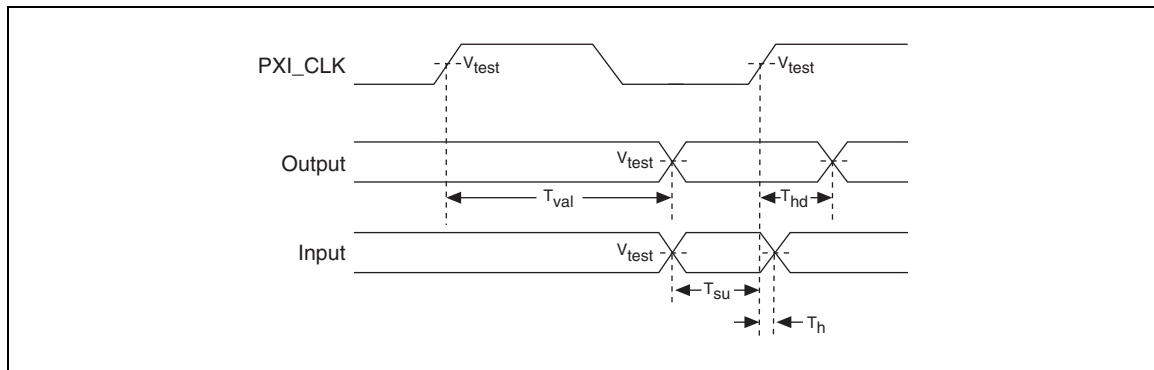 PXI_CLK
Vtest
Vtest
Output
Vtest
Tval
Thd
Input
Vtest
Tsu
Th